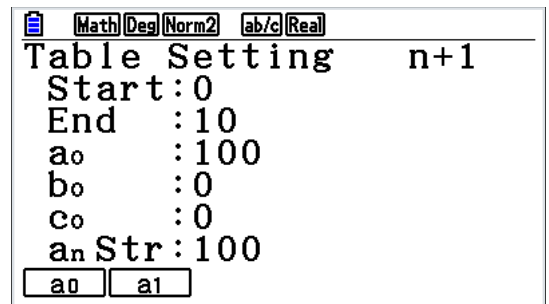 Math Deg Norm2 ab/c Real
Table Setting n+1
Start:0
End :10
a₀ :100
b₀ :0
c₀ :0
aₙ Str:100
a0 a1